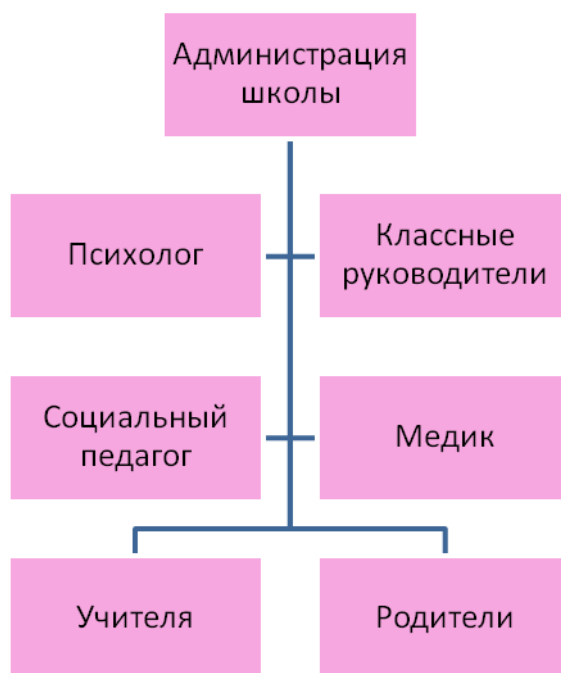 Администрация
школы
Психолог
Классные
руководители
Социальный
педагог
Медик
Учителя
Родители